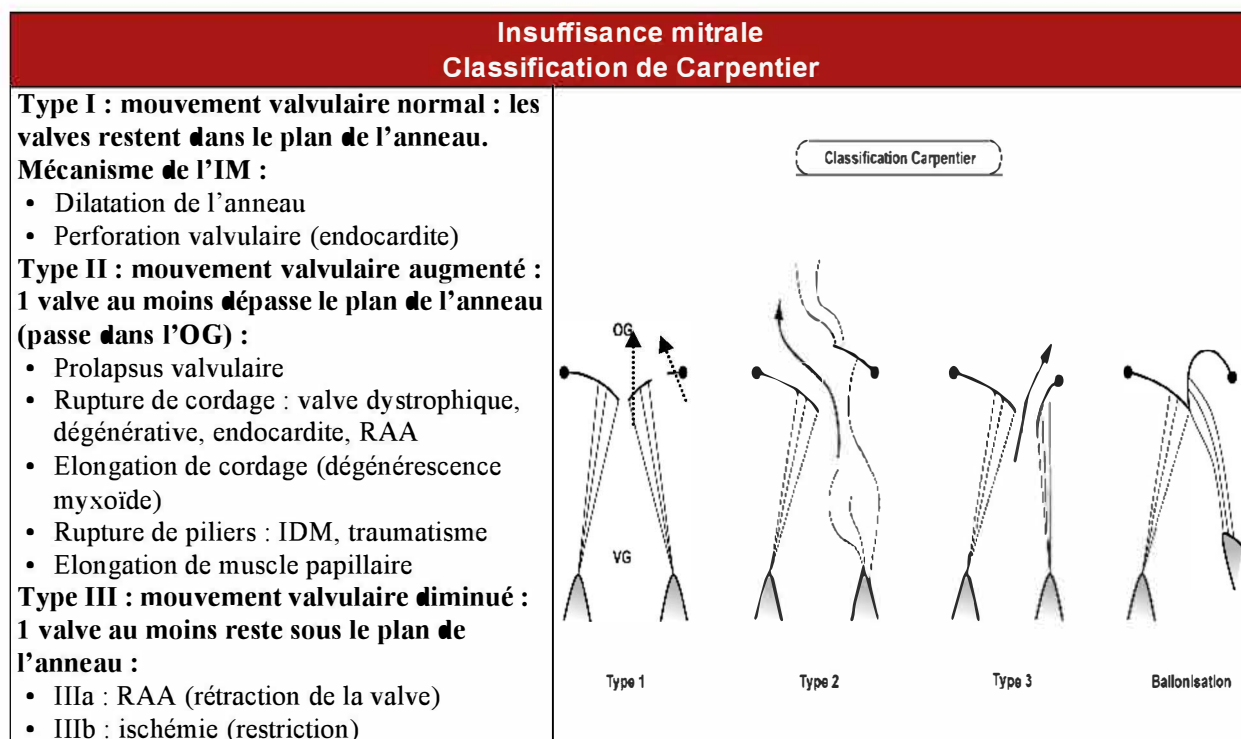 Insuffisance mitrale
Classification de Carpentier
Type I : mouvement valvulaire normal : les
valves restent dans le plan de l’anneau.
Mécanisme de l’IM :
• Dilatation de l’anneau
• Perforation valvulaire (endocardite)
Type II : mouvement valvulaire augmenté :
1 valve au moins dépasse le plan de l’anneau
(passe dans l’OG) :
• Prolapsus valvulaire
• Rupture de cordage : valve dystrophique,
dégénérative, endocardite, RAA
• Elongation de cordage (dégénérescence
myxoïde)
• Rupture de piliers : IDM, traumatisme
• Elongation de muscle papillaire
Type III : mouvement valvulaire diminué :
1 valve au moins reste sous le plan de
l’anneau :
• IIIa : RAA (rétraction de la valve)
• IIIb : ischémie (restriction)
Classification Carpentier
OG
VG
Type 1
Type 2
Type 3
Ballonisation